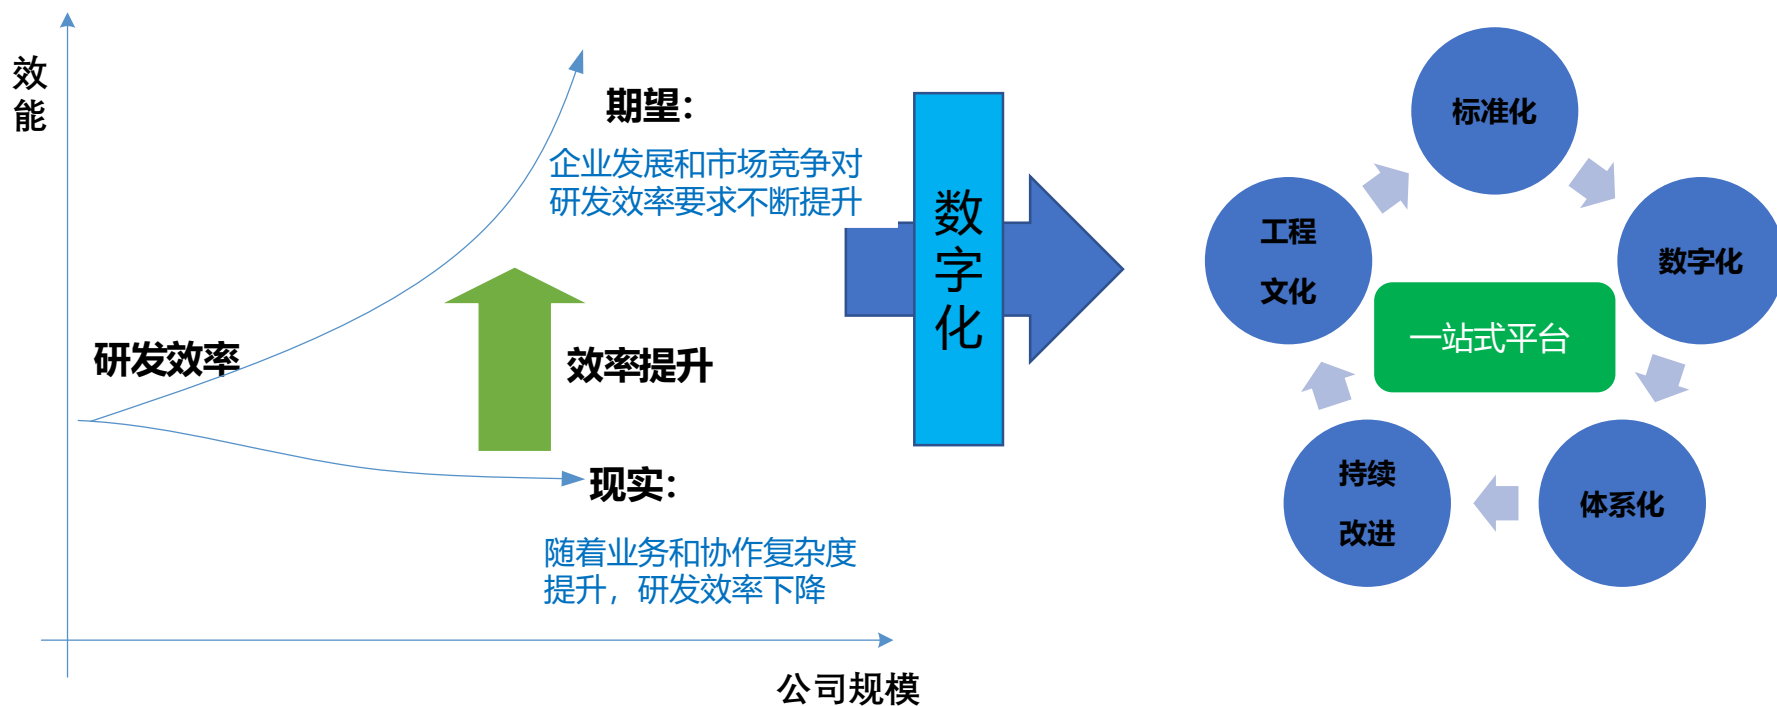 效
能
期望：
企业发展和市场竞争对
研发效率要求不断提升
研发效率
效率提升
现实：
随着业务和协作复杂度
提升，研发效率下降
公司规模
数
字
化
标准化
数字化
体系化
持续
改进
工程
文化
一站式平台